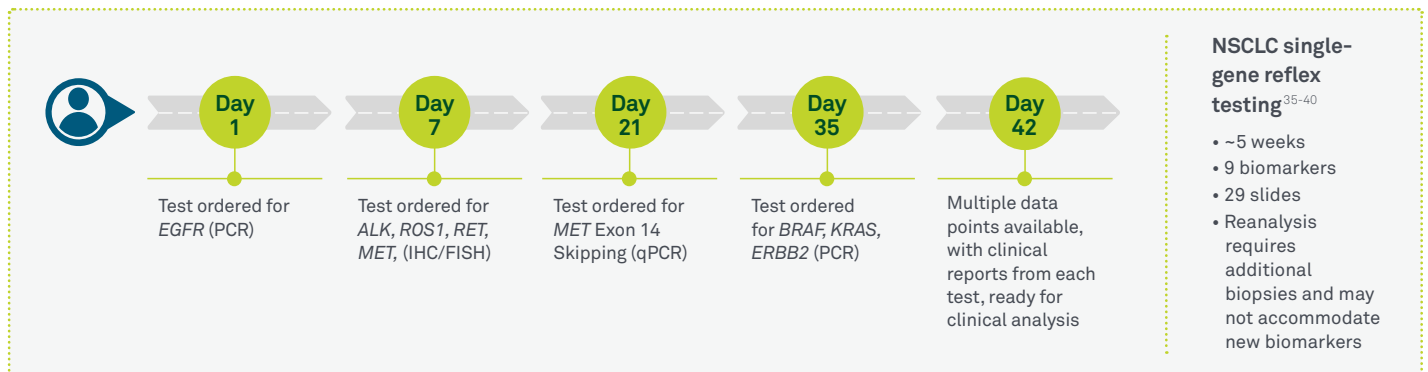 Day
1
Day
7
Day
21
Day
35
Day
42
Test ordered for
EGFR (PCR)
Test ordered for
ALK, ROS1, RET,
MET, (IHC/FISH)
Test ordered for
MET Exon 14
Skipping (qPCR)
Test ordered
for BRAF, KRAS,
ERBB2 (PCR)
Multiple data
points available,
with clinical
reports from each
test, ready for
clinical analysis
NSCLC single-
gene reflex
testing35-40
• ~5 weeks
• 9 biomarkers
• 29 slides
• Reanalysis
requires
additional
biopsies and may
not accommodate
new biomarkers